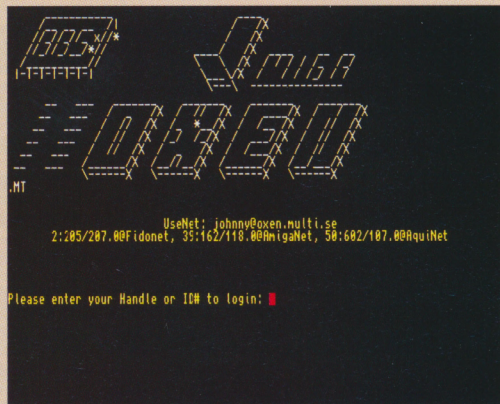 BBS
AMIGA
OXEN
.MT
UseNet: johnny@oxen.multi.se
2:205/207.0@Fidonet, 39:162/118.0@AmigaNet, 50:602/107.0@AquiNet
Please enter your Handle or ID# to login: